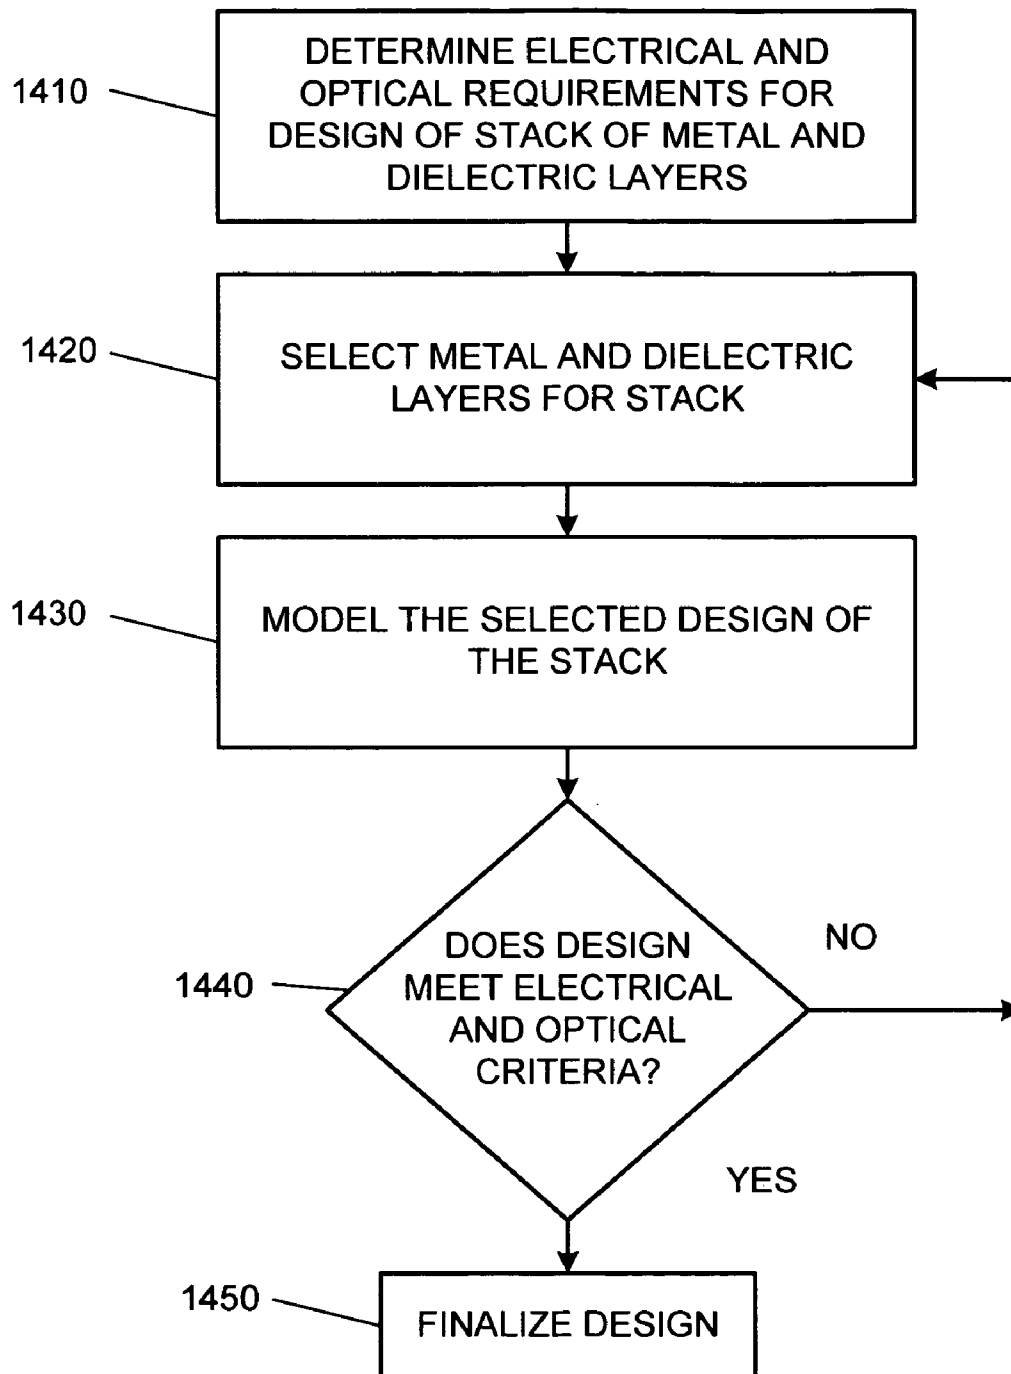 1410
DETERMINE ELECTRICAL AND
OPTICAL REQUIREMENTS FOR
DESIGN OF STACK OF METAL AND
DIELECTRIC LAYERS
1420
SELECT METAL AND DIELECTRIC
LAYERS FOR STACK
1430
MODEL THE SELECTED DESIGN OF
THE STACK
1440
DOES DESIGN
MEET ELECTRICAL
AND OPTICAL
CRITERIA?
NO
YES
1450
FINALIZE DESIGN